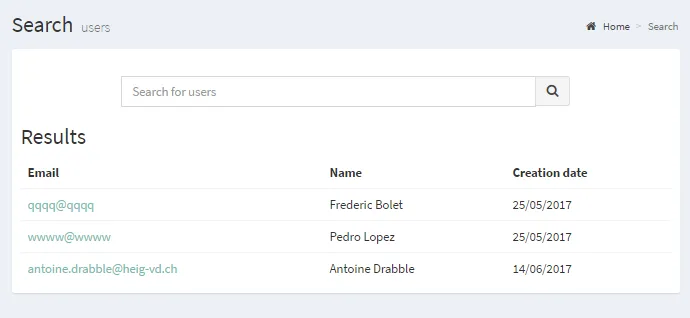 Search users
Home > Search
Search for users
Results
Email Name Creation date
qqqq@qqqq Frederic Bolet 25/05/2017
wwww@wwww Pedro Lopez 25/05/2017
antoine.drabble@heig-vd.ch Antoine Drabble 14/06/2017